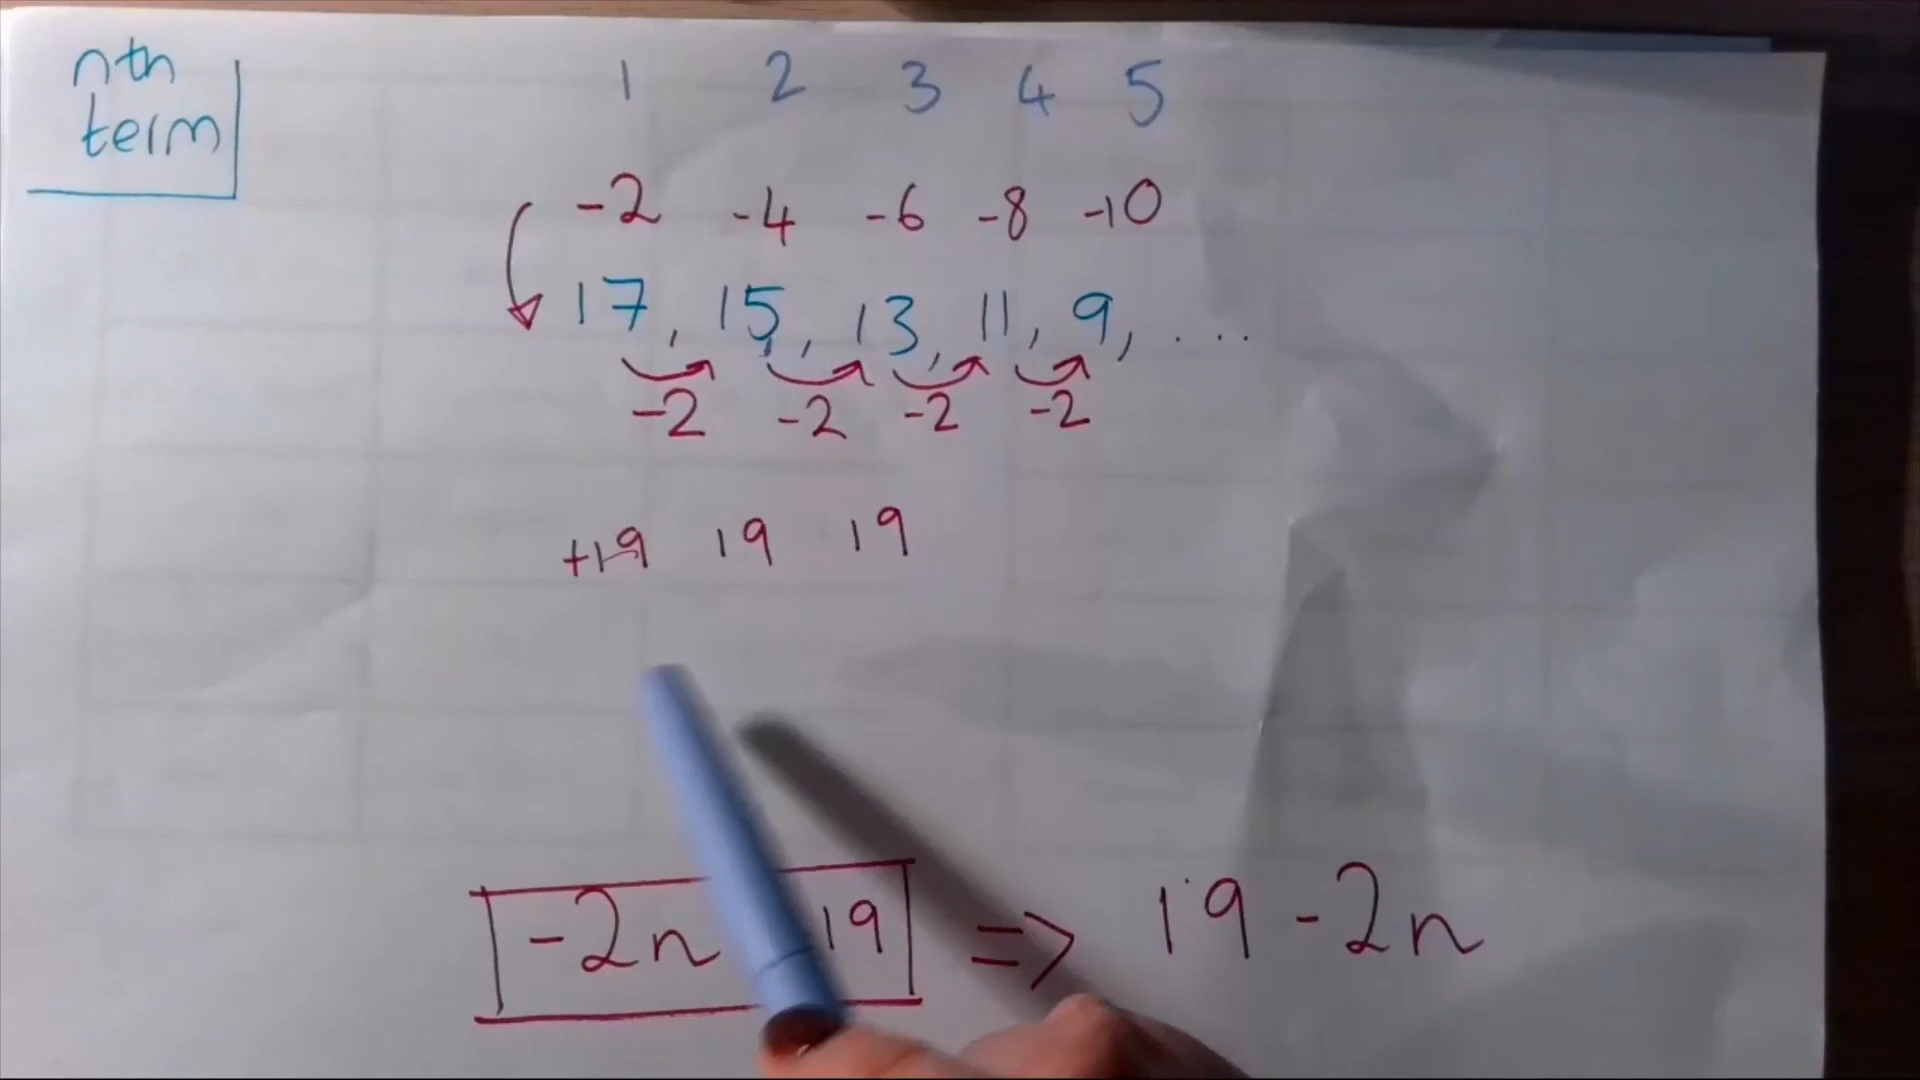 nth
term
1 2 3 4 5
-2 -4 -6 -8 -10
17, 15, 13, 11, 9, ...
-2 -2 -2 -2
+19 19 19
-2n 19 => 19 -2n